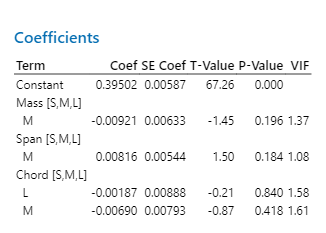 Coefficients
Term Coef SE Coef T-Value P-Value VIF
Constant 0.39502 0.00587 67.26 0.000
Mass [S,M,L]
M -0.00921 0.00633 -1.45 0.196 1.37
Span [S,M,L]
M 0.00816 0.00544 1.50 0.184 1.08
Chord [S,M,L]
L -0.00187 0.00888 -0.21 0.840 1.58
M -0.00690 0.00793 -0.87 0.418 1.61